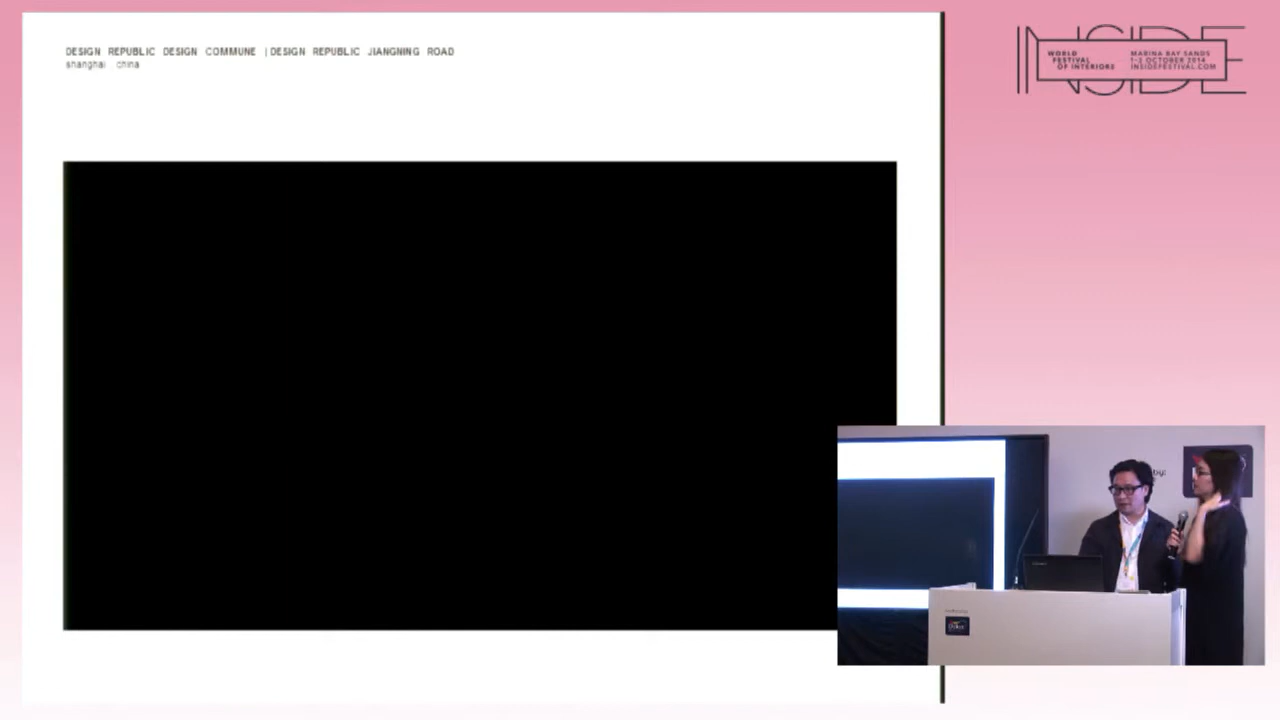 DESIGN REPUBLIC DESIGN COMMUNE | DESIGN REPUBLIC JIANGNING ROAD
shanghai china
INSIDE
WORLD
FESTIVAL
OF INTERIORS
MARINA BAY SANDS
1-3 OCTOBER 2014
INSIDEFESTIVAL.COM
by: